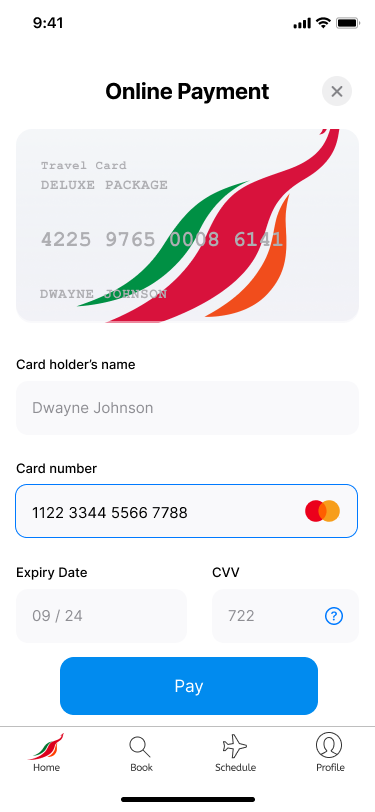 9:41
Online Payment
Travel Card
DELUXE PACKAGE
4225 9765 0008 6141
DWAYNE JOHNSON
Card holder’s name
Dwayne Johnson
Card number
1122 3344 5566 7788
Expiry Date CVV
09 / 24 722 ?
Pay
Home Book Schedule Profile